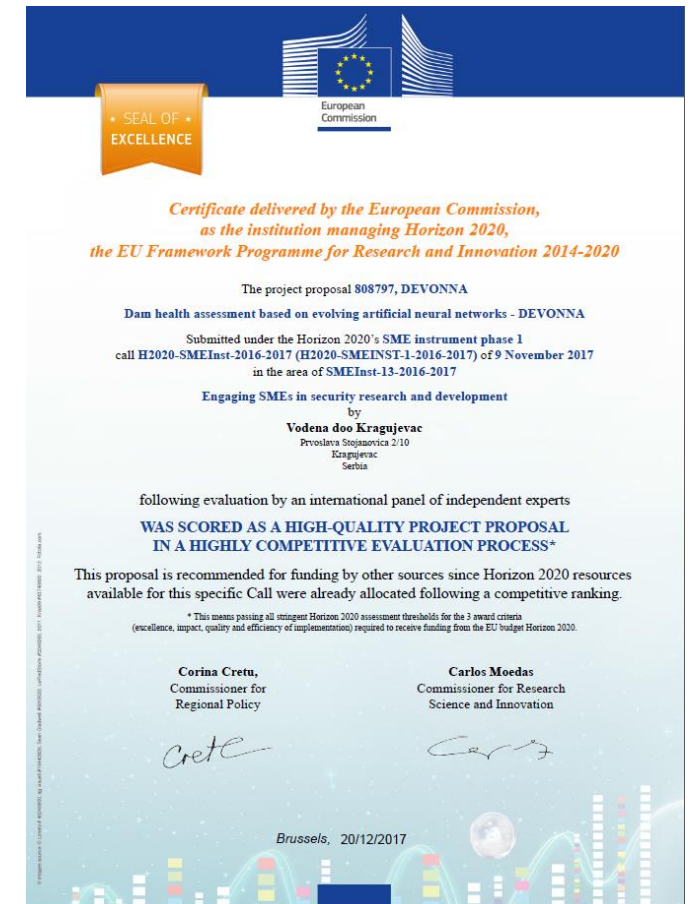 European
Commission
• SEAL OF •
EXCELLENCE
Certificate delivered by the European Commission,
as the institution managing Horizon 2020,
the EU Framework Programme for Research and Innovation 2014-2020
The project proposal 808797, DEVONNA
Dam health assessment based on evolving artificial neural networks - DEVONNA
Submitted under the Horizon 2020's SME instrument phase 1
call H2020-SMEInst-2016-2017 (H2020-SMEINST-1-2016-2017) of 9 November 2017
in the area of SMEInst-13-2016-2017
Engaging SMEs in security research and development
by
Vodena doo Kragujevac
Prvoslava Stojanovica 2/10
Kragujevac
Serbia
following evaluation by an international panel of independent experts
WAS SCORED AS A HIGH-QUALITY PROJECT PROPOSAL
IN A HIGHLY COMPETITIVE EVALUATION PROCESS*
This proposal is recommended for funding by other sources since Horizon 2020 resources
available for this specific Call were already allocated following a competitive ranking.
* This means passing all stringent Horizon 2020 assessment thresholds for the 3 award criteria
(excellence, impact, quality and efficiency of implementation) required to receive funding from the EU budget Horizon 2020.
Corina Cretu,
Commissioner for
Regional Policy
Carlos Moedas
Commissioner for Research
Science and Innovation
Brussels, 20/12/2017